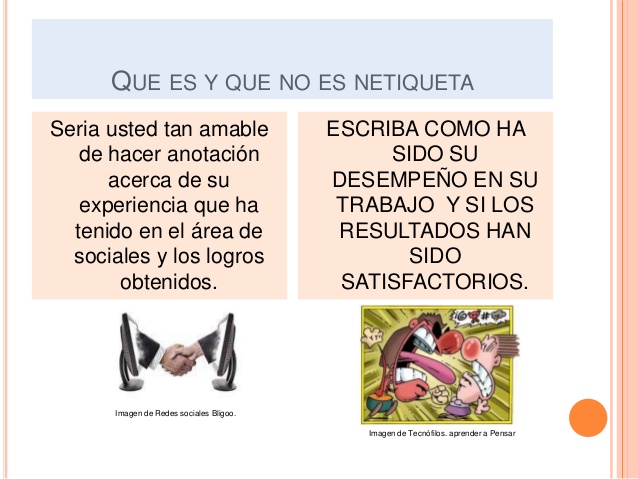 QUE ES Y QUE NO ES NETIQUETA
Seria usted tan amable
de hacer anotación
acerca de su
experiencia que ha
tenido en el área de
sociales y los logros
obtenidos.
ESCRIBA COMO HA
SIDO SU
DESEMPEÑO EN SU
TRABAJO Y SI LOS
RESULTADOS HAN
SIDO
SATISFACTORIOS.
Imagen de Redes sociales Bligoo.
Imagen de Tecnófilos. aprender a Pensar